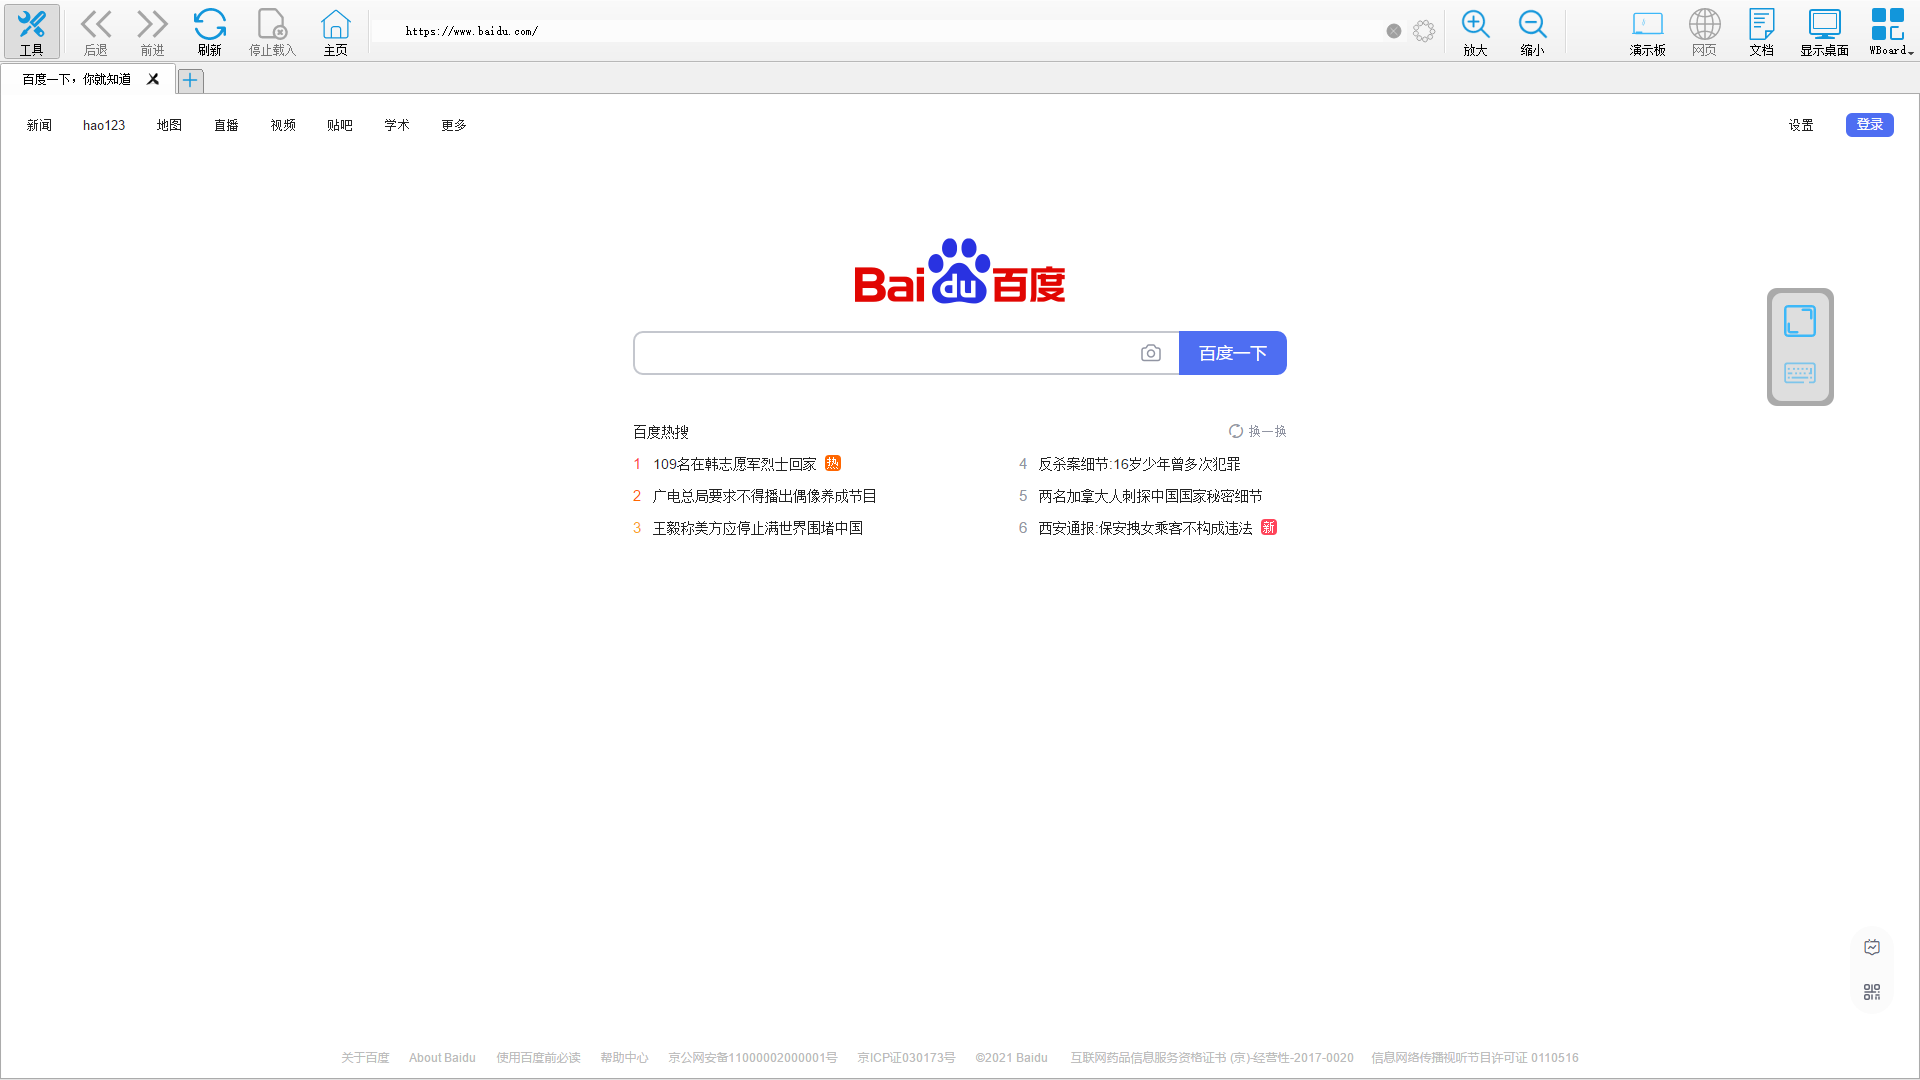 工具 后退 前进 刷新 停止载入 主页 https://www.baidu.com/ 放大 缩小 演示板 网页 文档 显示桌面 WBoard
百度一下，你就知道
新闻 hao123 地图 直播 视频 贴吧 学术 更多 设置 登录
Bai du 百度
百度一下
百度热搜 换一换
1 109名在韩志愿军烈士回家 热 4 反杀案细节:16岁少年曾多次犯罪
2 广电总局要求不得播出偶像养成节目 5 两名加拿大人刺探中国国家秘密细节
3 王毅称美方应停止满世界围堵中国 6 西安通报:保安拽女乘客不构成违法 新
关于百度 About Baidu 使用百度前必读 帮助中心 京公网安备11000002000001号 京ICP证030173号 ©2021 Baidu 互联网药品信息服务资格证书 (京)-经营性-2017-0020 信息网络传播视听节目许可证 0110516